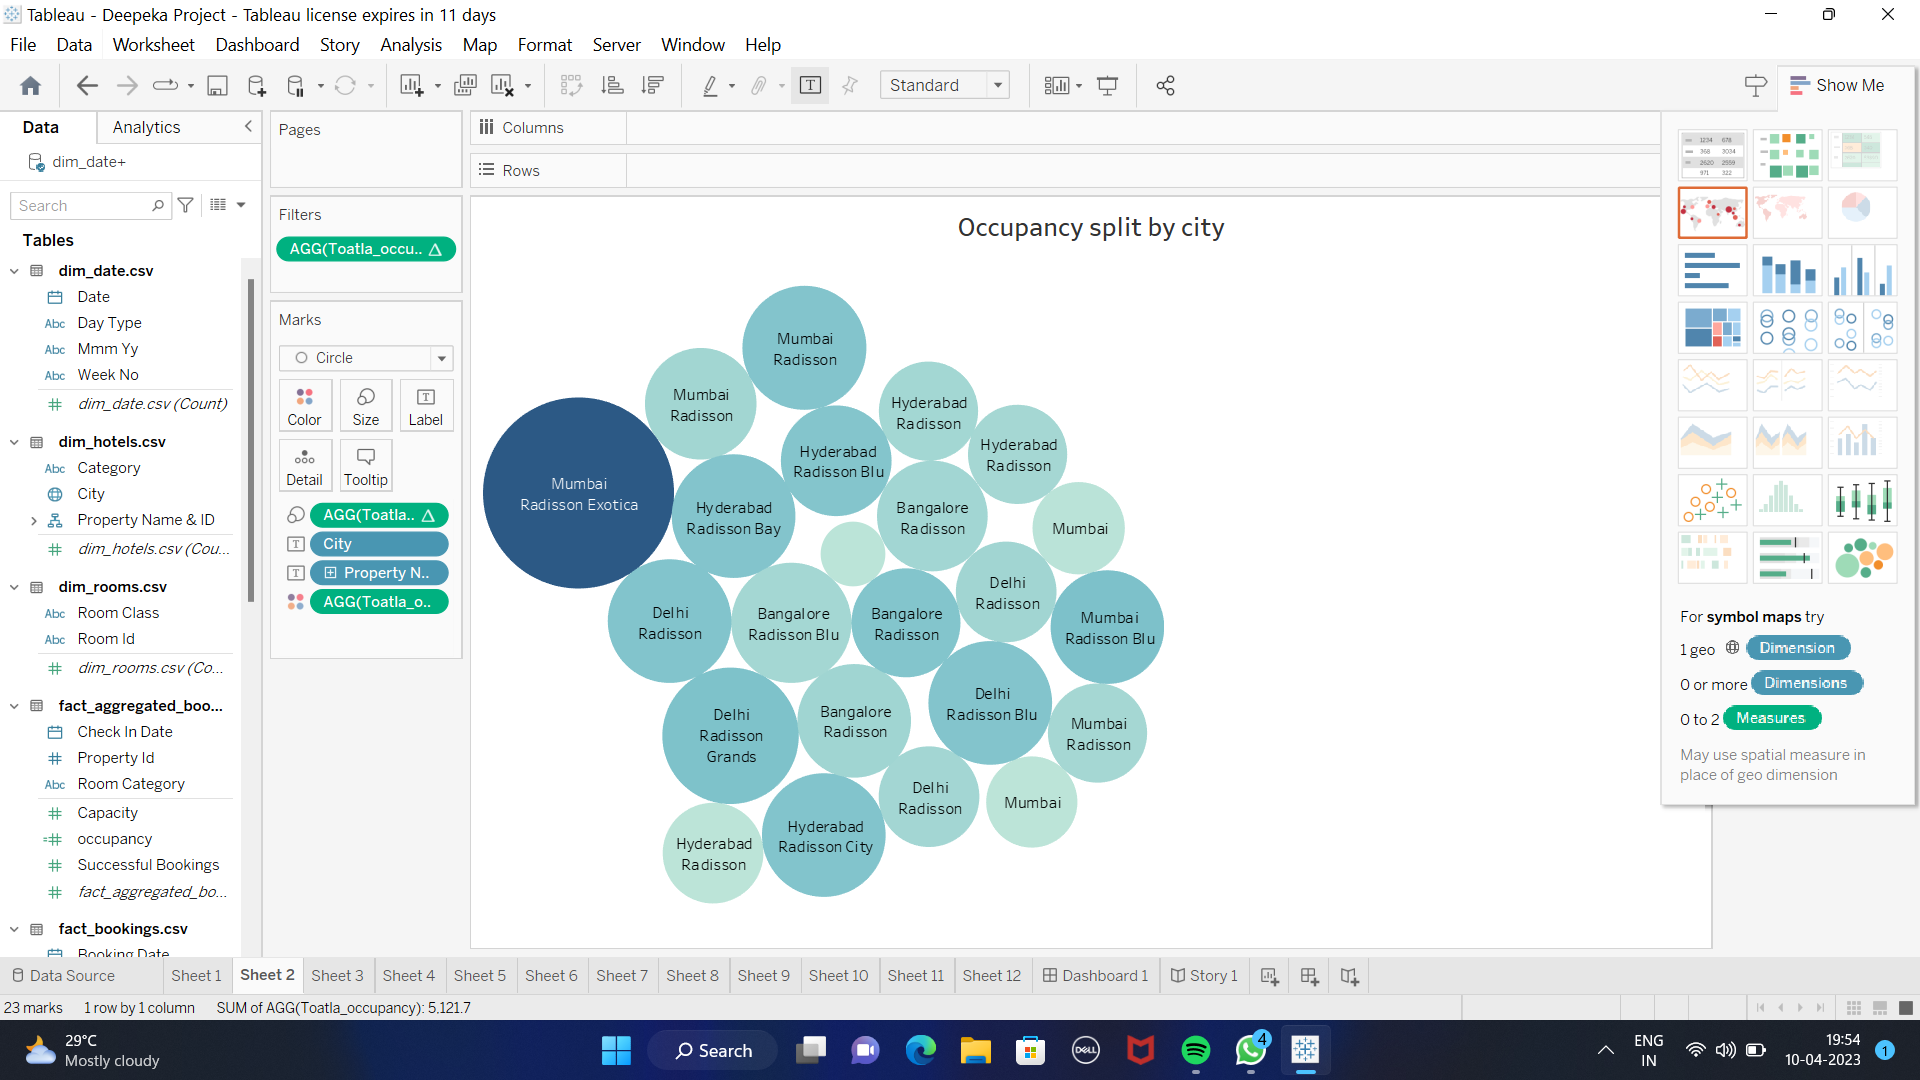 Tableau - Deepeka Project - Tableau license expires in 11 days
File Data Worksheet Dashboard Story Analysis Map Format Server Window Help
Standard
Show Me
Data Analytics
dim_date+
Search
Tables
dim_date.csv
Date
Abc Day Type
Abc Mmm Yy
Abc Week No
dim_date.csv (Count)
dim_hotels.csv
Abc Category
City
Property Name & ID
dim_hotels.csv (Cou...
dim_rooms.csv
Abc Room Class
Abc Room Id
dim_rooms.csv (Co...
fact_aggregated_boo...
Check In Date
Property Id
Abc Room Category
Capacity
occupancy
Successful Bookings
fact_aggregated_bo...
fact_bookings.csv
Booking Date
Pages
Filters
AGG(Toatla_occu..
Marks
Circle
Color Size Label
Detail Tooltip
AGG(Toatla..
City
Property N..
AGG(Toatla_o..
Columns
Rows
Occupancy split by city
Mumbai
Radisson
Mumbai
Radisson
Hyderabad
Radisson
Hyderabad
Radisson
Hyderabad
Radisson Blu
Mumbai
Radisson Exotica
Hyderabad
Radisson Bay
Bangalore
Radisson
Mumbai
Delhi
Radisson
Delhi
Radisson
Bangalore
Radisson Blu
Bangalore
Radisson
Mumbai
Radisson Blu
Delhi
Radisson
Grands
Bangalore
Radisson
Delhi
Radisson Blu
Mumbai
Radisson
Delhi
Radisson
Mumbai
Hyderabad
Radisson
Hyderabad
Radisson City
1234 678
368 3034
2620 2559
971 322
For symbol maps try
1 geo Dimension
0 or more Dimensions
0 to 2 Measures
May use spatial measure in
place of geo dimension
Data Source Sheet 1 Sheet 2 Sheet 3 Sheet 4 Sheet 5 Sheet 6 Sheet 7 Sheet 8 Sheet 9 Sheet 10 Sheet 11 Sheet 12 Dashboard 1 Story 1
23 marks 1 row by 1 column SUM of AGG(Toatla_occupancy): 5,121.7
29°C
Mostly cloudy
Search
DELL
4
ENG
IN
19:54
10-04-2023
1